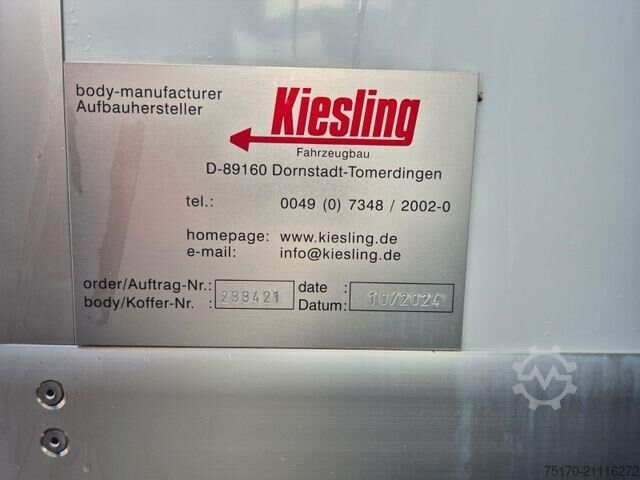 body-manufacturer
Aufbauhersteller
Kiesling
Fahrzeugbau
D-89160 Dornstadt-Tomerdingen
tel.: 0049 (0) 7348 / 2002-0
homepage: www.kiesling.de
e-mail: info@kiesling.de
order/Auftrag-Nr.: date :
body/Koffer-Nr. : 233421 Datum: 10/2024
75170-21116272